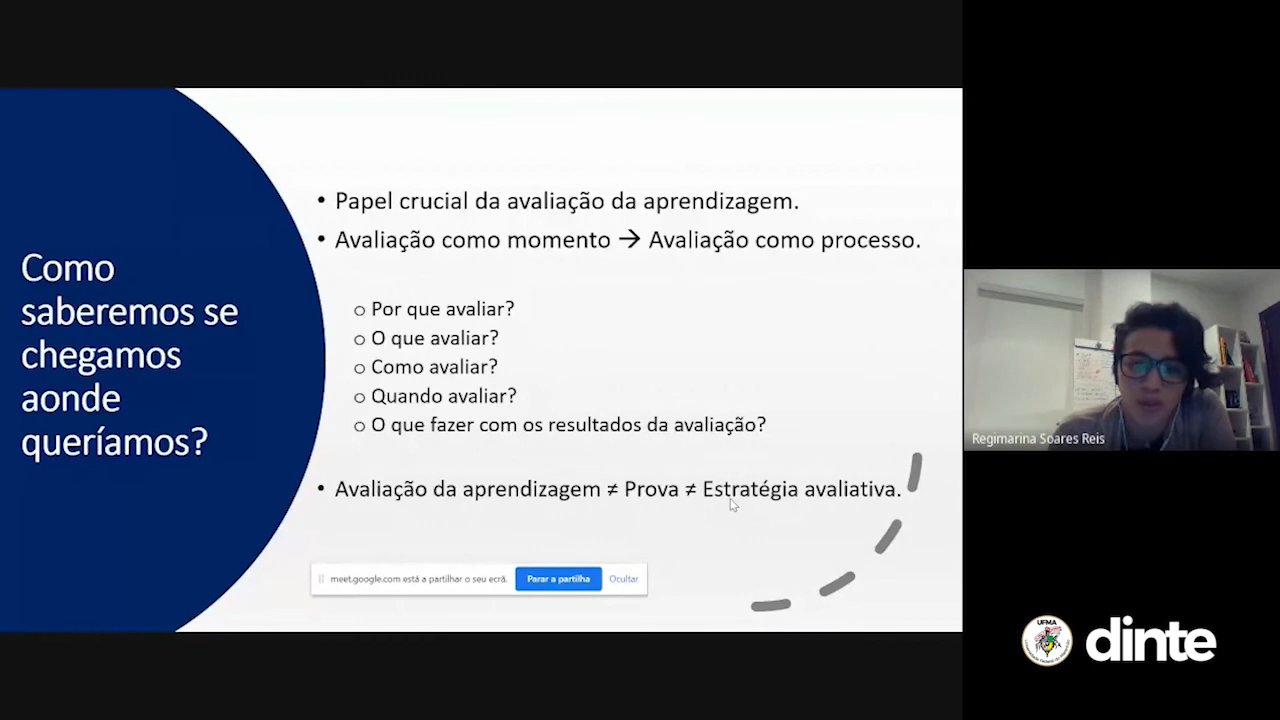 Como
saberemos se
chegamos
aonde
queríamos?
• Papel crucial da avaliação da aprendizagem.
• Avaliação como momento → Avaliação como processo.
o Por que avaliar?
o O que avaliar?
o Como avaliar?
o Quando avaliar?
o O que fazer com os resultados da avaliação?
• Avaliação da aprendizagem ≠ Prova ≠ Estratégia avaliativa.
meet.google.com está a partilhar o seu ecrã. Parar a partilha Ocultar
Regimarina Soares Reis
UFMA
dinte